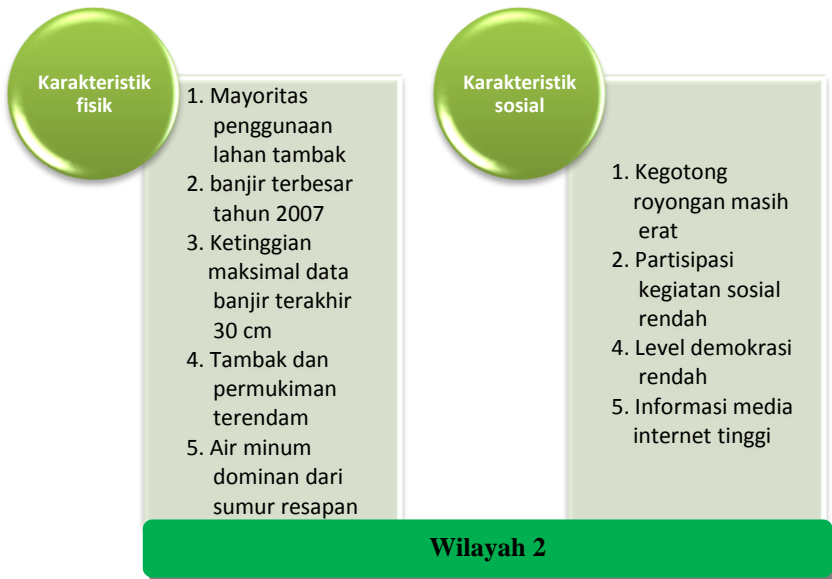 Karakteristik
fisik
1. Mayoritas
penggunaan
lahan tambak
2. banjir terbesar
tahun 2007
3. Ketinggian
maksimal data
banjir terakhir
30 cm
4. Tambak dan
permukiman
terendam
5. Air minum
dominan dari
sumur resapan
Karakteristik
sosial
1. Kegotong
royongan masih
erat
2. Partisipasi
kegiatan sosial
rendah
4. Level demokrasi
rendah
5. Informasi media
internet tinggi
Wilayah 2